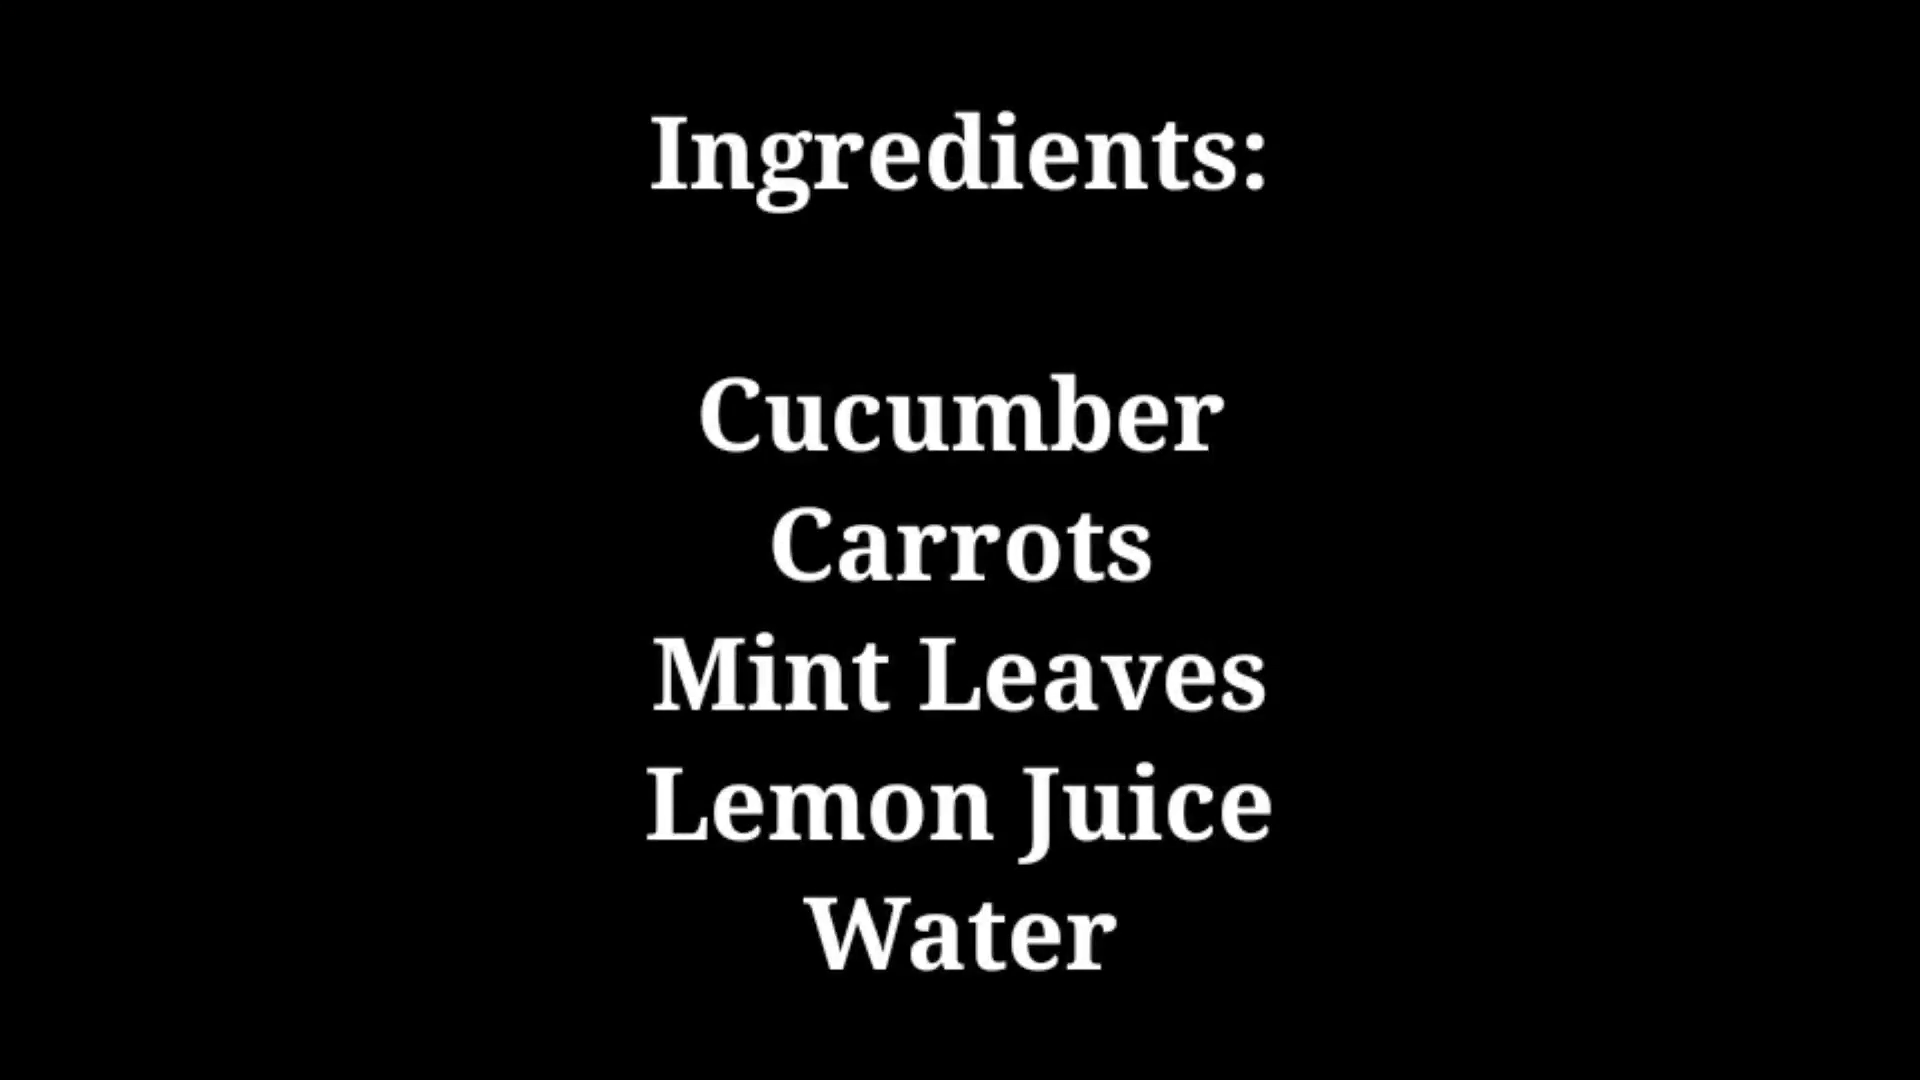 Ingredients:
Cucumber
Carrots
Mint Leaves
Lemon Juice
Water